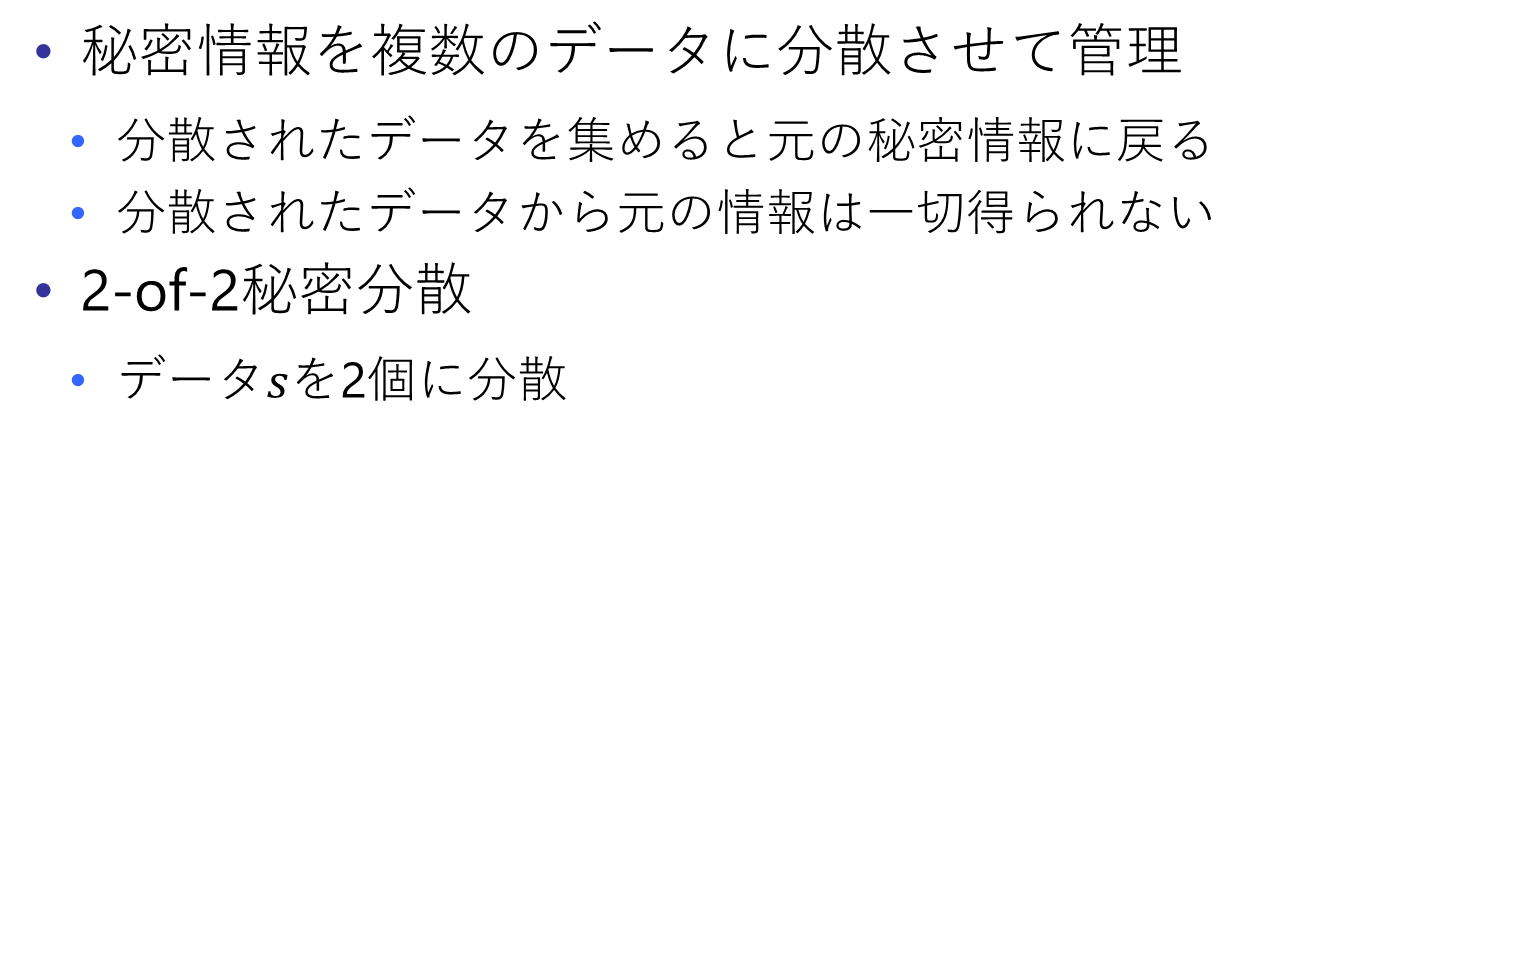 • 秘密情報を複数のデータに分散させて管理
• 分散されたデータを集めると元の秘密情報に戻る
• 分散されたデータから元の情報は一切得られない
• 2-of-2秘密分散
• データsを2個に分散